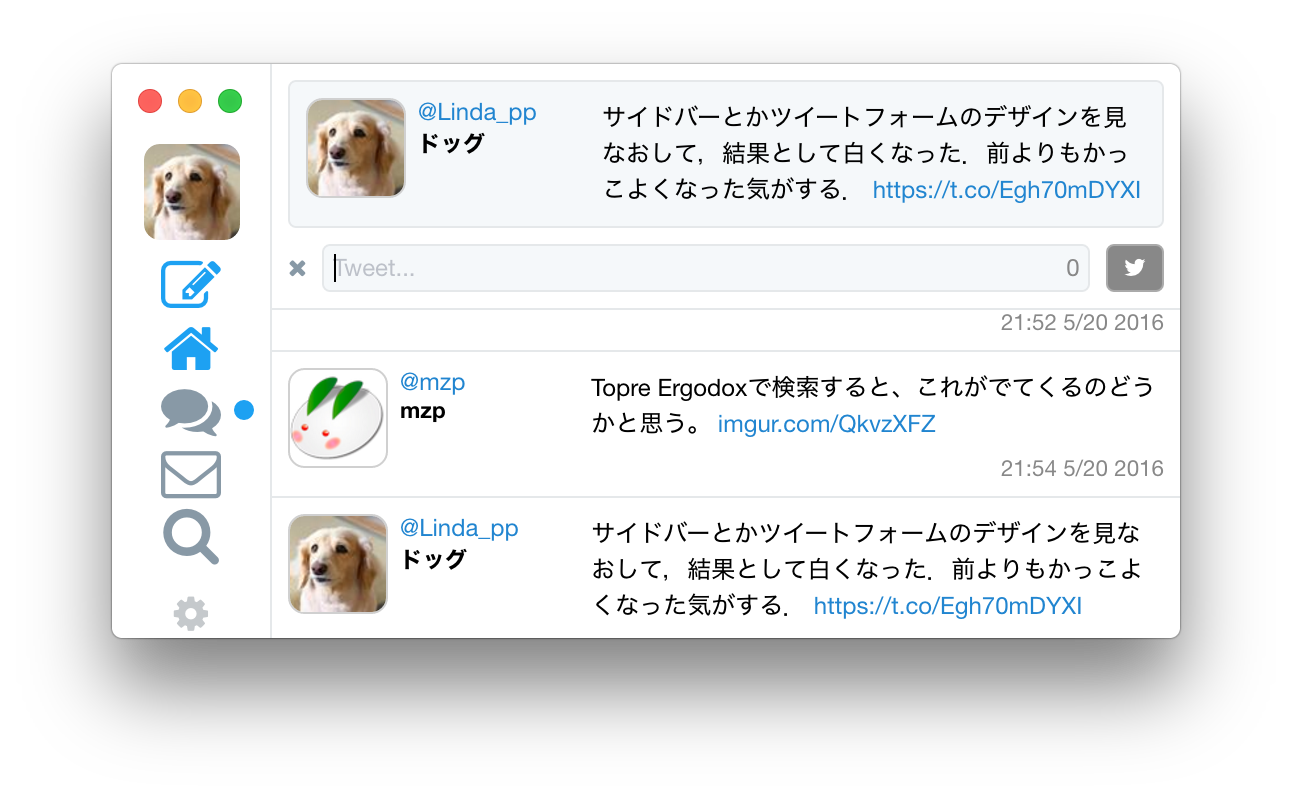 @Linda_pp
ドッグ
サイドバーとかツイートフォームのデザインを見
なおして，結果として白くなった．前よりもかっ
こよくなった気がする． https://t.co/Egh70mDYXI
Tweet...
0
21:52 5/20 2016
@mzp
mzp
Topre Ergodoxで検索すると、これがでてくるのどう
かと思う。 imgur.com/QkvzXFZ
21:54 5/20 2016
@Linda_pp
ドッグ
サイドバーとかツイートフォームのデザインを見な
おして，結果として白くなった．前よりもかっこよ
くなった気がする． https://t.co/Egh70mDYXI